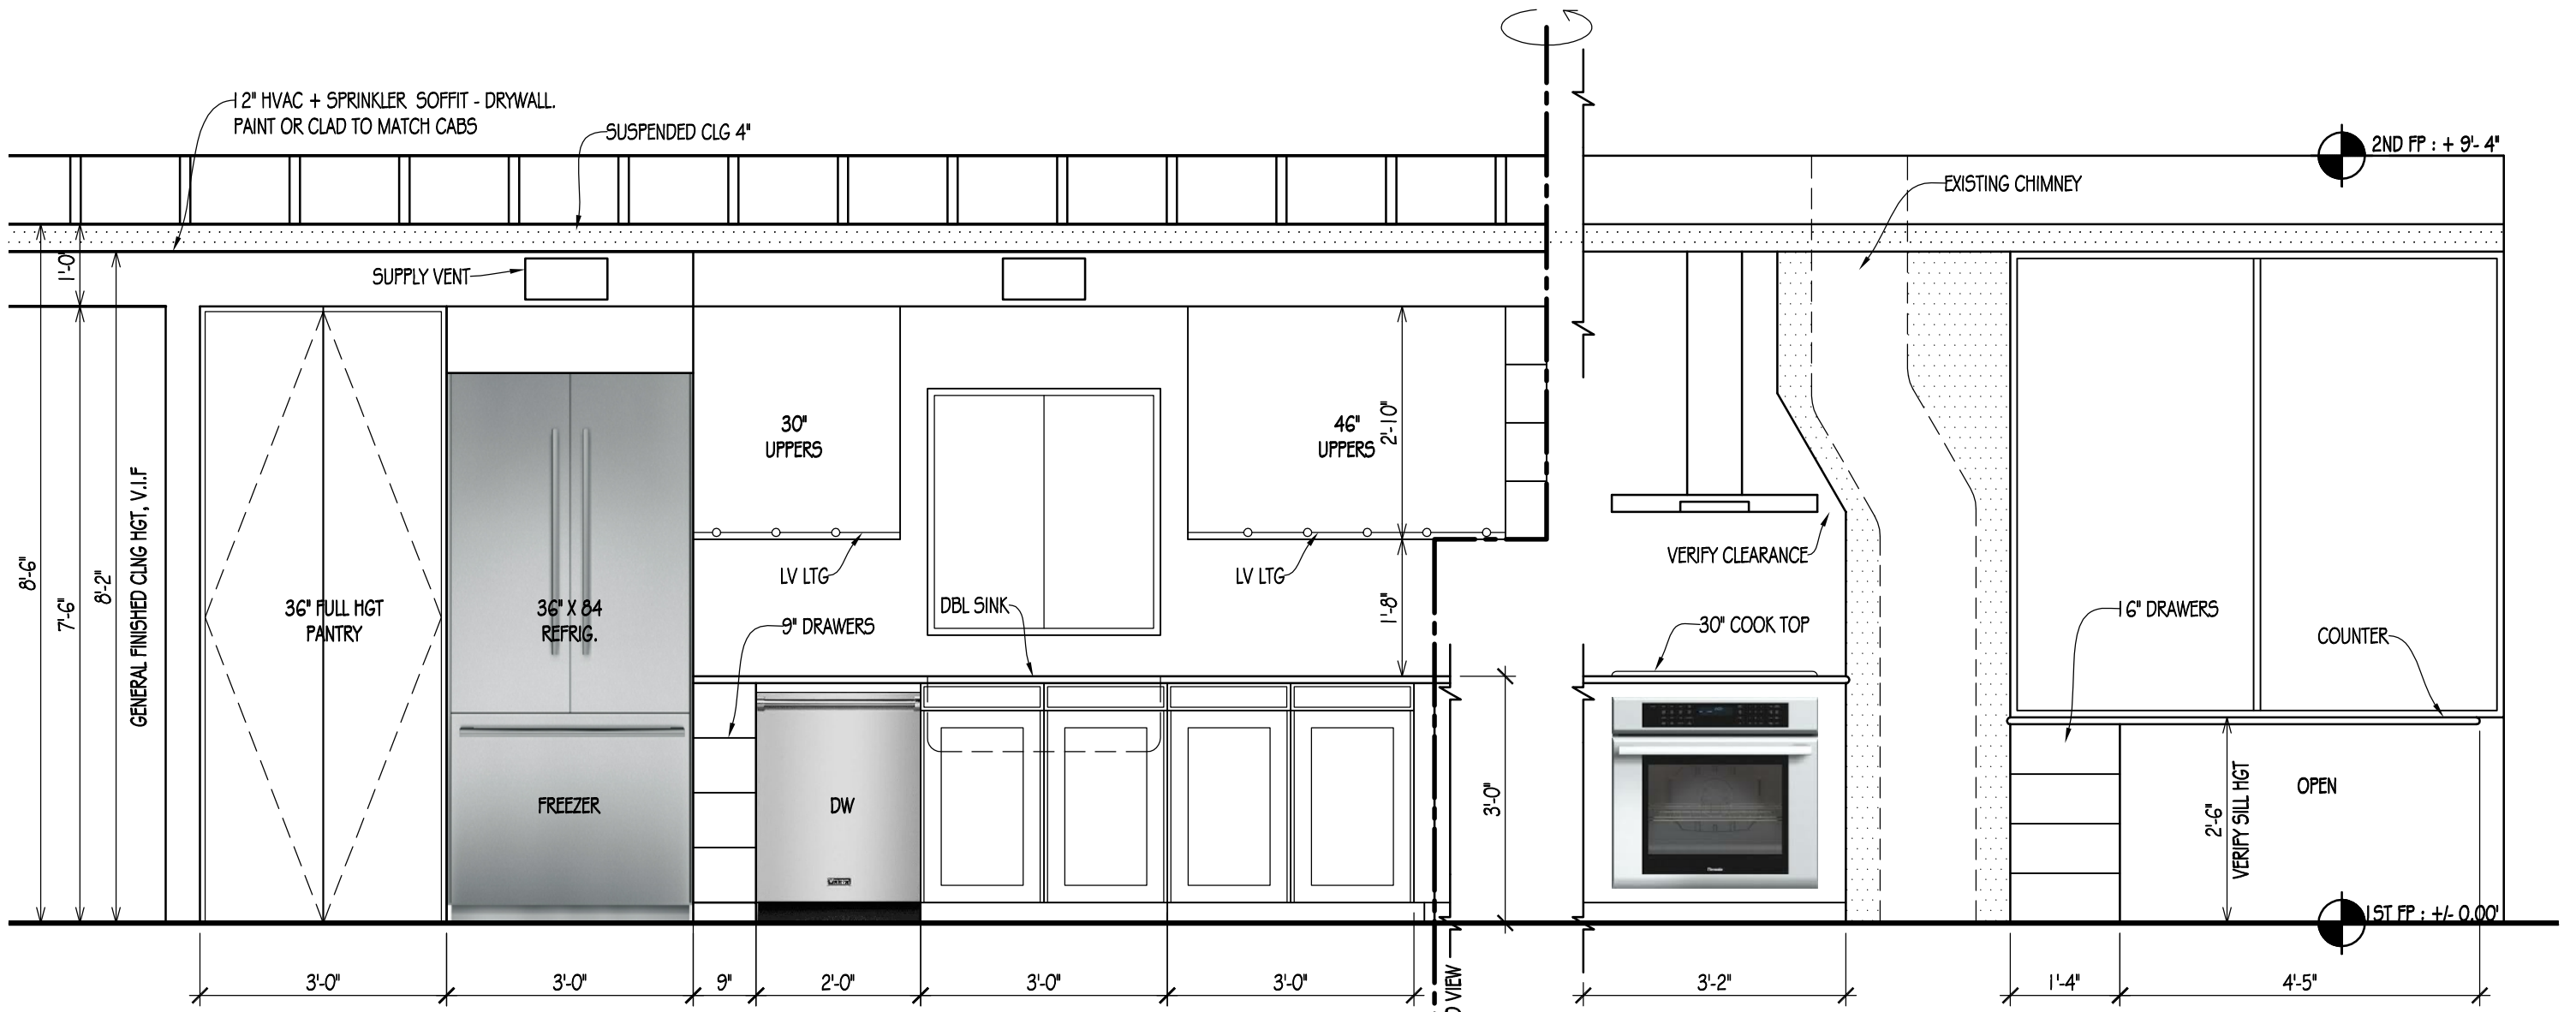 12" HVAC + SPRINKLER SOFFIT - DRYWALL.
PAINT OR CLAD TO MATCH CABS
SUSPENDED CLG 4"
2ND FP : + 9'- 4"
EXISTING CHIMNEY
SUPPLY VENT
1'-0"
8'-6"
7'-6"
8'-2"
GENERAL FINISHED CLNG HGT, V.I.F
36" FULL HGT
PANTRY
36" X 84
REFRIG.
FREEZER
30"
UPPERS
46"
UPPERS
2'-10"
LV LTG
LV LTG
1'-8"
DBL SINK
9" DRAWERS
DW
3'-0"
VERIFY CLEARANCE
30" COOK TOP
16" DRAWERS
COUNTER
2'-6"
VERIFY SILL HGT
OPEN
1ST FP : +/- 0.00'
3'-0"
3'-0"
9"
2'-0"
3'-0"
3'-0"
VIEW
3'-2"
1'-4"
4'-5"